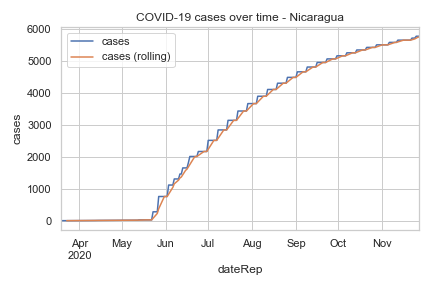 COVID-19 cases over time - Nicaragua
cases
cases (rolling)
6000
5000
4000
3000
2000
1000
0
cases
Apr May Jun Jul Aug Sep Oct Nov
2020
dateRep